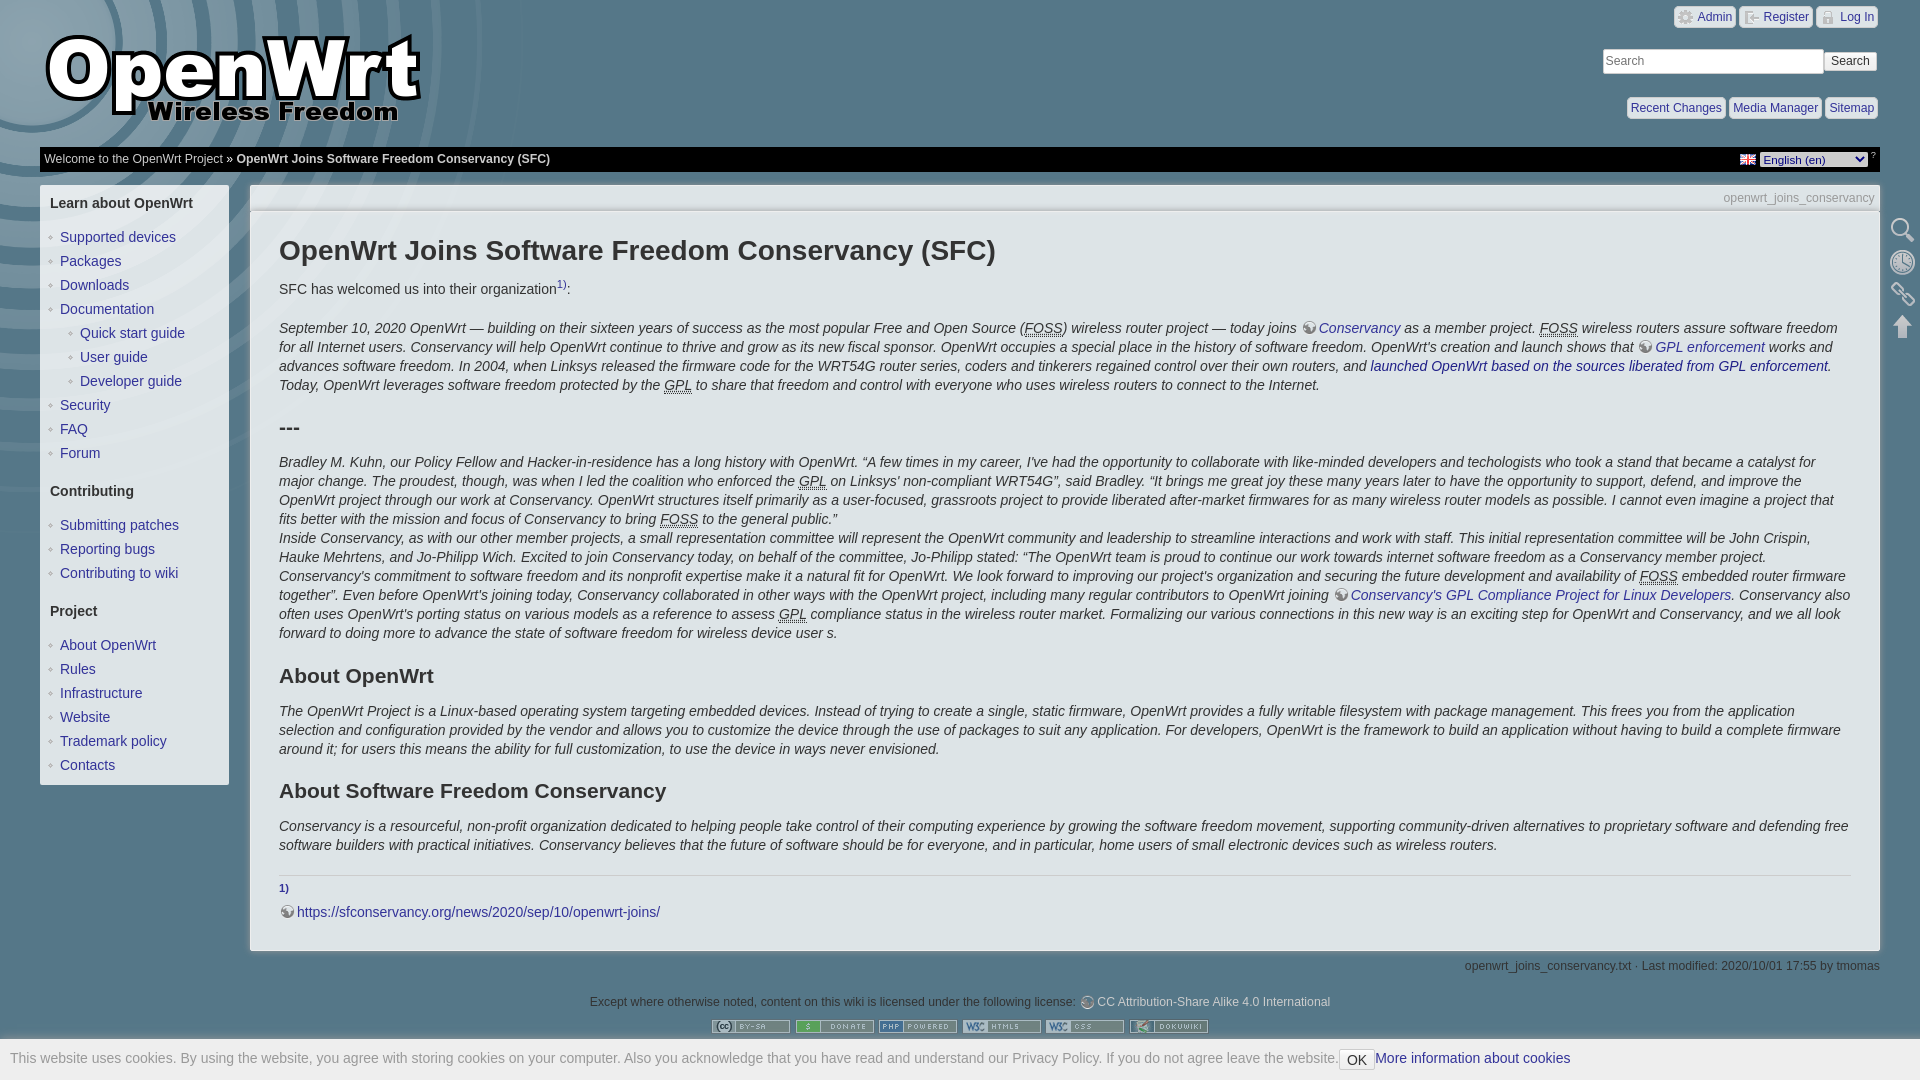 Admin Register Log In
OpenWrt
Wireless Freedom
Search Search
Recent Changes Media Manager Sitemap
Welcome to the OpenWrt Project » OpenWrt Joins Software Freedom Conservancy (SFC)
English (en) ?
Learn about OpenWrt
Supported devices
Packages
Downloads
Documentation
Quick start guide
User guide
Developer guide
Security
FAQ
Forum
Contributing
Submitting patches
Reporting bugs
Contributing to wiki
Project
About OpenWrt
Rules
Infrastructure
Website
Trademark policy
Contacts
openwrt_joins_conservancy
OpenWrt Joins Software Freedom Conservancy (SFC)
SFC has welcomed us into their organization1):
September 10, 2020 OpenWrt — building on their sixteen years of success as the most popular Free and Open Source (FOSS) wireless router project — today joins Conservancy as a member project. FOSS wireless routers assure software freedom
for all Internet users. Conservancy will help OpenWrt continue to thrive and grow as its new fiscal sponsor. OpenWrt occupies a special place in the history of software freedom. OpenWrt's creation and launch shows that GPL enforcement works and
advances software freedom. In 2004, when Linksys released the firmware code for the WRT54G router series, coders and tinkerers regained control over their own routers, and launched OpenWrt based on the sources liberated from GPL enforcement.
Today, OpenWrt leverages software freedom protected by the GPL to share that freedom and control with everyone who uses wireless routers to connect to the Internet.
---
Bradley M. Kuhn, our Policy Fellow and Hacker-in-residence has a long history with OpenWrt. “A few times in my career, I've had the opportunity to collaborate with like-minded developers and techologists who took a stand that became a catalyst for
major change. The proudest, though, was when I led the coalition who enforced the GPL on Linksys' non-compliant WRT54G”, said Bradley. “It brings me great joy these many years later to have the opportunity to support, defend, and improve the
OpenWrt project through our work at Conservancy. OpenWrt structures itself primarily as a user-focused, grassroots project to provide liberated after-market firmwares for as many wireless router models as possible. I cannot even imagine a project that
fits better with the mission and focus of Conservancy to bring FOSS to the general public.”
Inside Conservancy, as with our other member projects, a small representation committee will represent the OpenWrt community and leadership to streamline interactions and work with staff. This initial representation committee will be John Crispin,
Hauke Mehrtens, and Jo-Philipp Wich. Excited to join Conservancy today, on behalf of the committee, Jo-Philipp stated: “The OpenWrt team is proud to continue our work towards internet software freedom as a Conservancy member project.
Conservancy's commitment to software freedom and its nonprofit expertise make it a natural fit for OpenWrt. We look forward to improving our project's organization and securing the future development and availability of FOSS embedded router firmware
together”. Even before OpenWrt's joining today, Conservancy collaborated in other ways with the OpenWrt project, including many regular contributors to OpenWrt joining Conservancy's GPL Compliance Project for Linux Developers. Conservancy also
often uses OpenWrt's porting status on various models as a reference to assess GPL compliance status in the wireless router market. Formalizing our various connections in this new way is an exciting step for OpenWrt and Conservancy, and we all look
forward to doing more to advance the state of software freedom for wireless device user s.
About OpenWrt
The OpenWrt Project is a Linux-based operating system targeting embedded devices. Instead of trying to create a single, static firmware, OpenWrt provides a fully writable filesystem with package management. This frees you from the application
selection and configuration provided by the vendor and allows you to customize the device through the use of packages to suit any application. For developers, OpenWrt is the framework to build an application without having to build a complete firmware
around it; for users this means the ability for full customization, to use the device in ways never envisioned.
About Software Freedom Conservancy
Conservancy is a resourceful, non-profit organization dedicated to helping people take control of their computing experience by growing the software freedom movement, supporting community-driven alternatives to proprietary software and defending free
software builders with practical initiatives. Conservancy believes that the future of software should be for everyone, and in particular, home users of small electronic devices such as wireless routers.
1)
https://sfconservancy.org/news/2020/sep/10/openwrt-joins/
openwrt_joins_conservancy.txt · Last modified: 2020/10/01 17:55 by tmomas
Except where otherwise noted, content on this wiki is licensed under the following license: CC Attribution-Share Alike 4.0 International
cc BY-SA $ DONATE PHP POWERED W3C HTML5 W3C CSS DOKUWIKI
This website uses cookies. By using the website, you agree with storing cookies on your computer. Also you acknowledge that you have read and understand our Privacy Policy. If you do not agree leave the website. OK More information about cookies